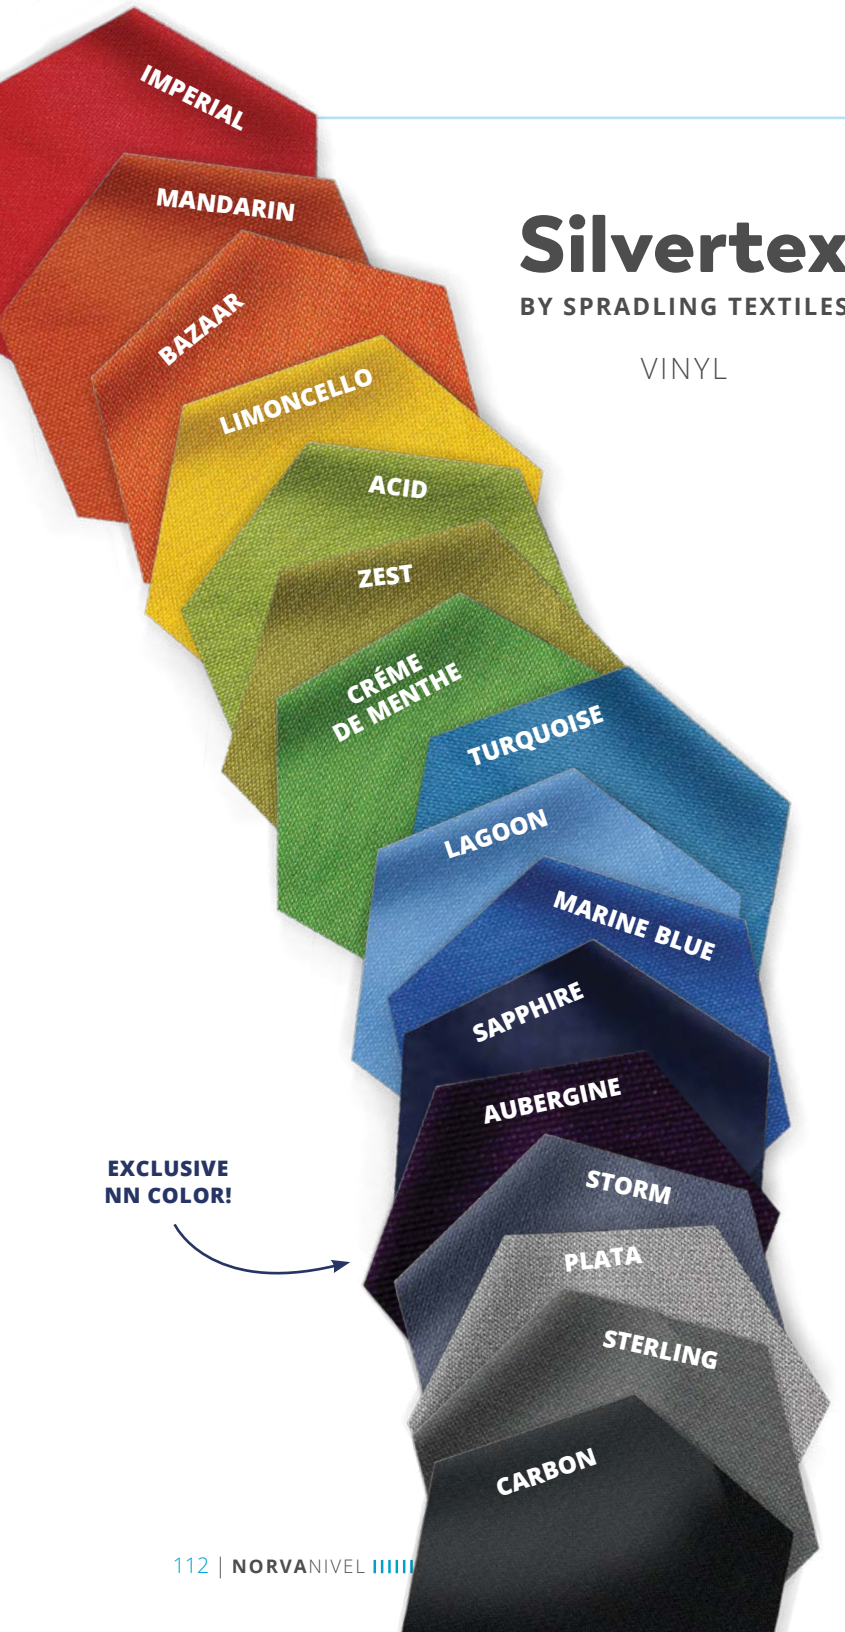 IMPERIAL
MANDARIN
Silvertex
BY SPRADLING TEXTILES
VINYL
BAZAAR
LIMONCELLO
ACID
ZEST
CRÉME
DE MENTHE
TURQUOISE
LAGOON
MARINE BLUE
SAPPHIRE
AUBERGINE
EXCLUSIVE
NN COLOR!
STORM
PLATA
STERLING
CARBON
112 | NORVANIVEL